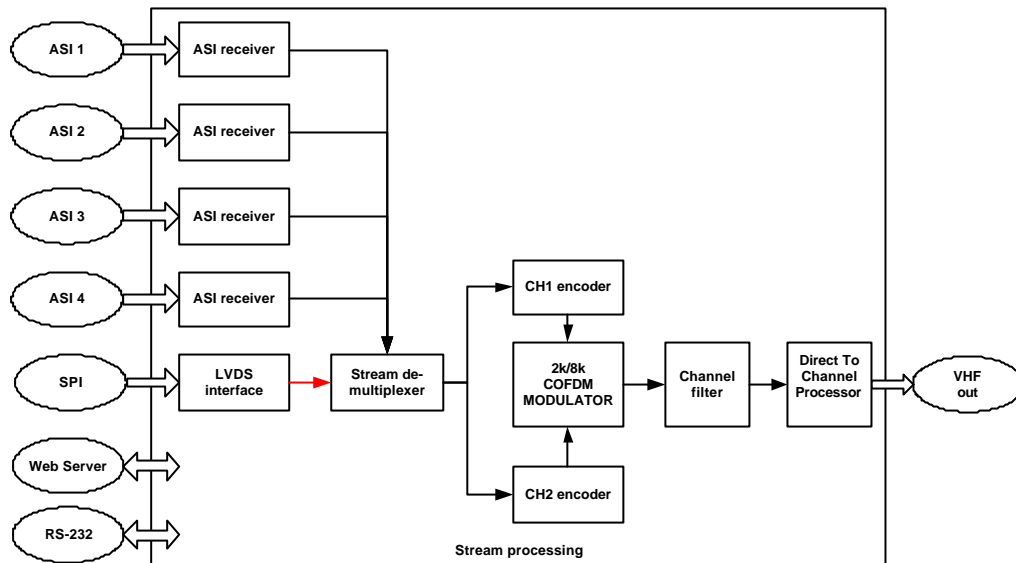 ASI 1
ASI receiver
ASI 2
ASI receiver
ASI 3
ASI receiver
ASI 4
ASI receiver
CH1 encoder
SPI
LVDS
interface
Stream de-
multiplexer
2k/8k
COFDM
MODULATOR
Channel
filter
Direct To
Channel
Processor
VHF
out
Web Server
CH2 encoder
RS-232
Stream processing